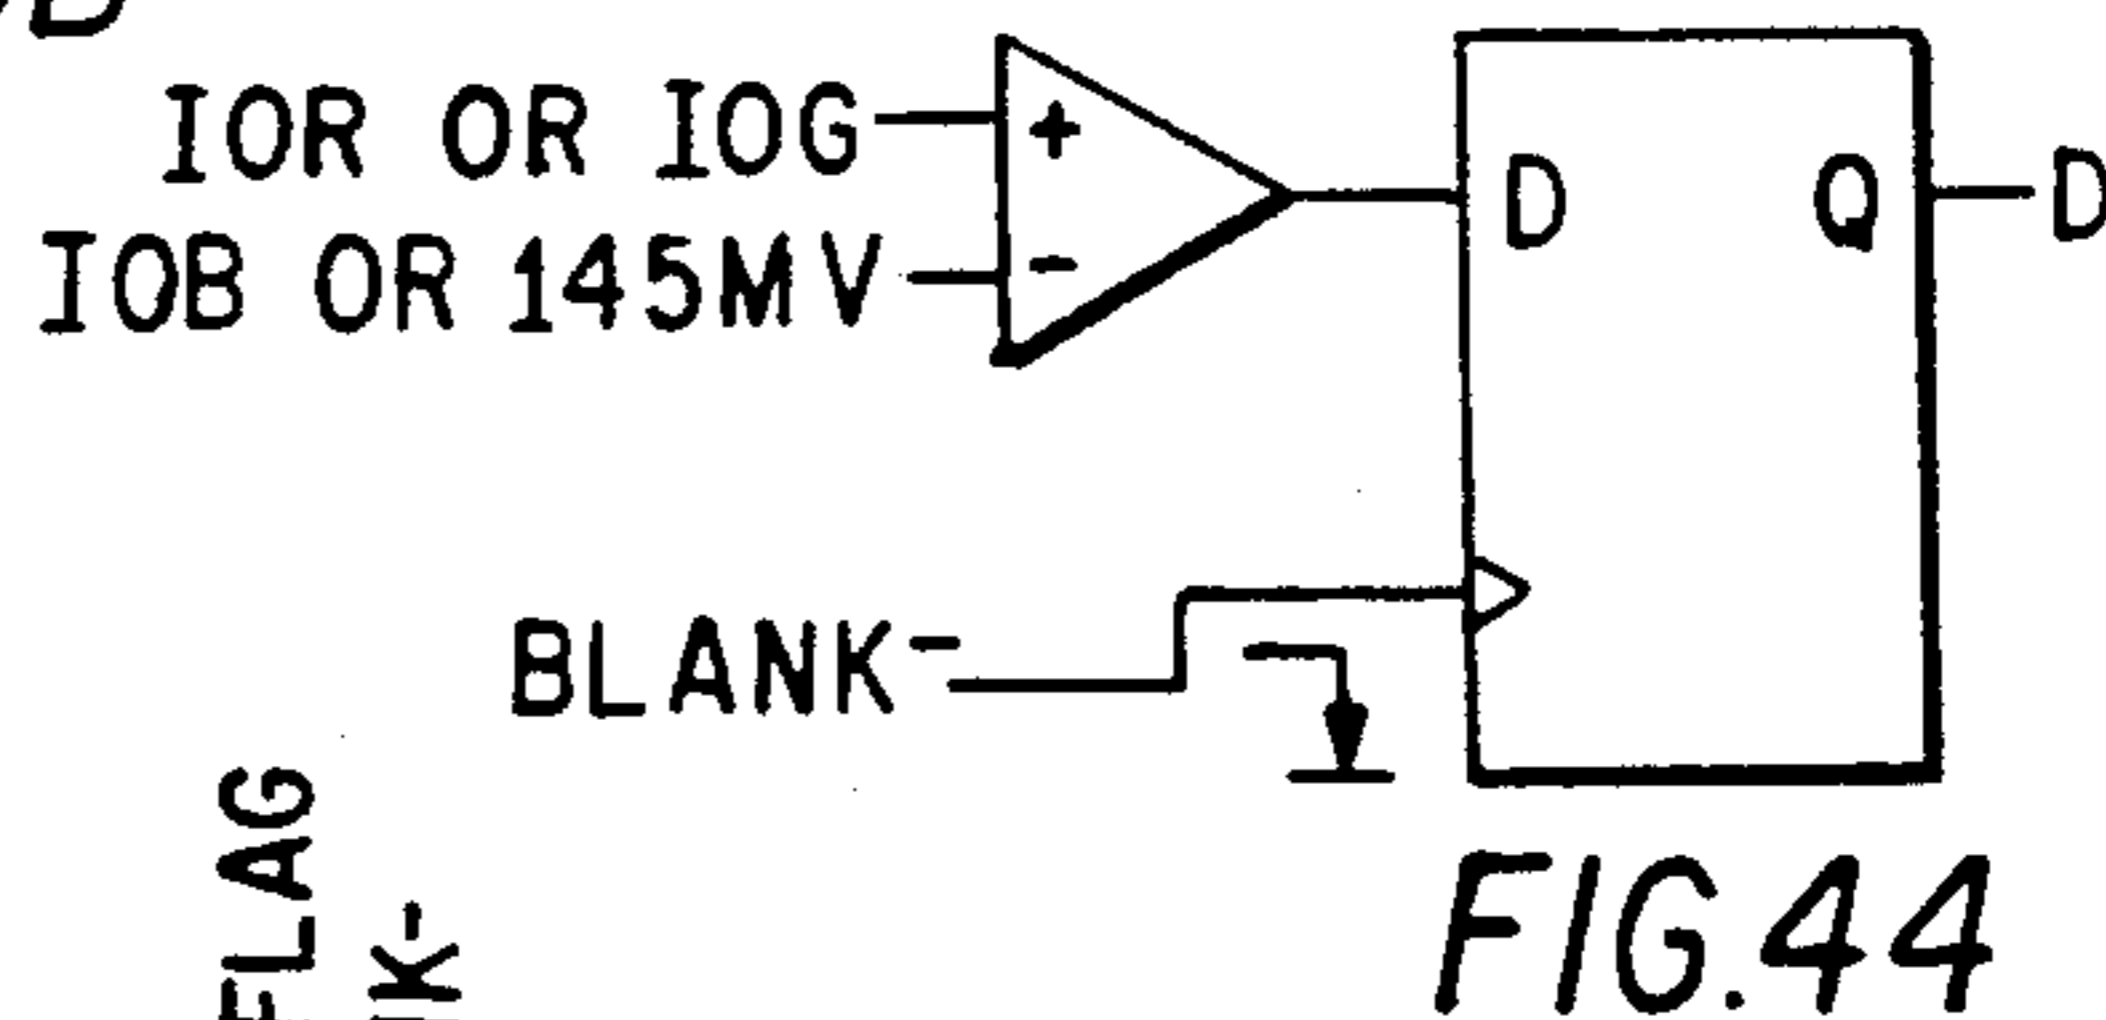 IOR OR IOG
+
D
Q
D
IOB OR 145MV
-
BLANK-
FLAG
K-
FIG.44